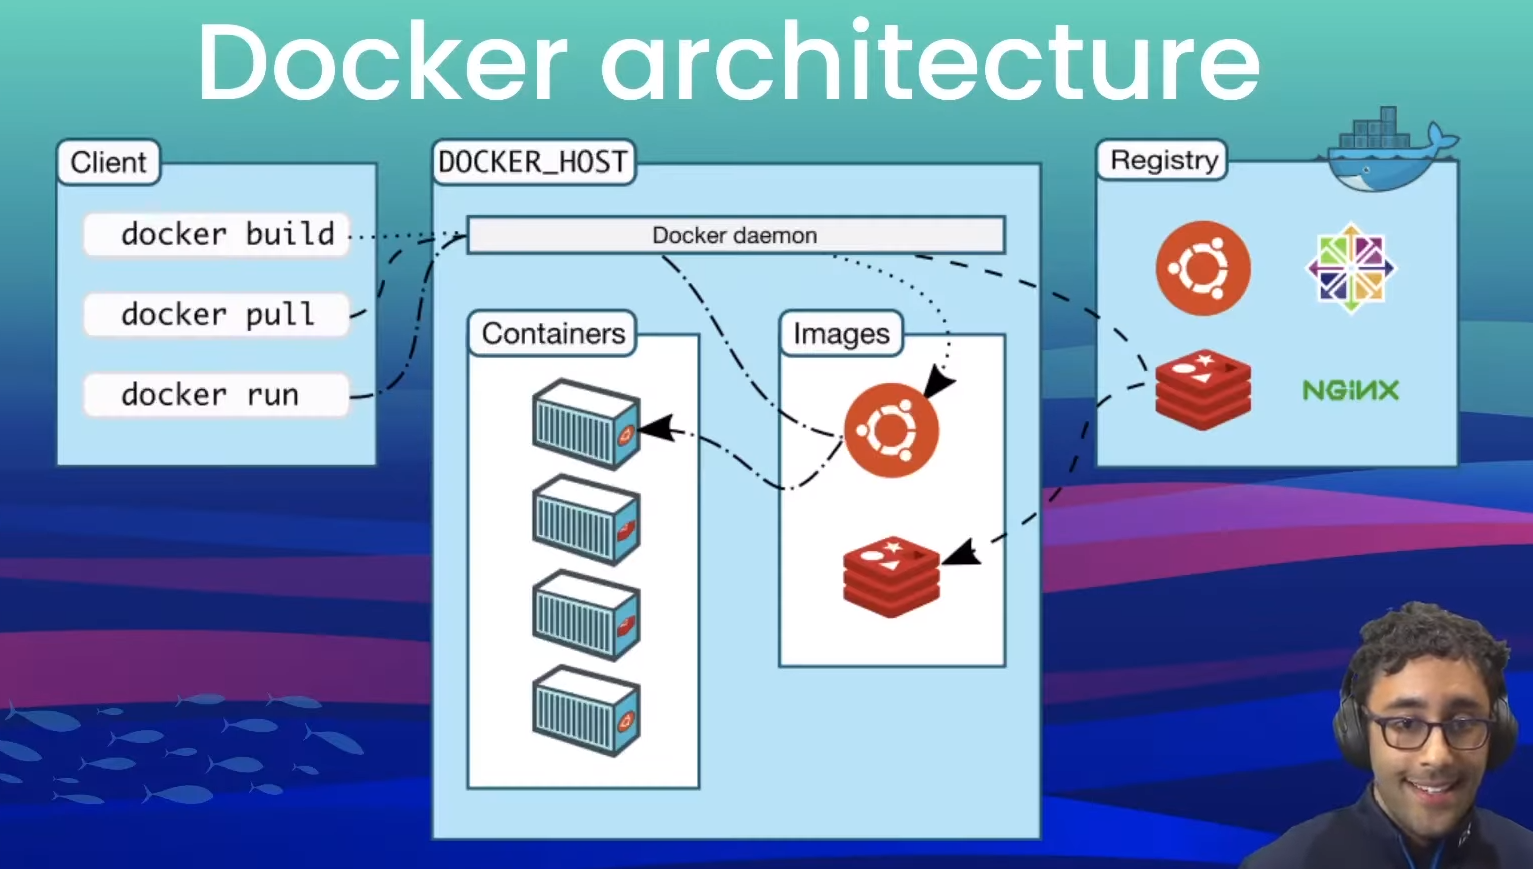 Docker architecture
Client
docker build
docker pull
docker run
DOCKER_HOST
Docker daemon
Containers
Images
Registry
NGiNX